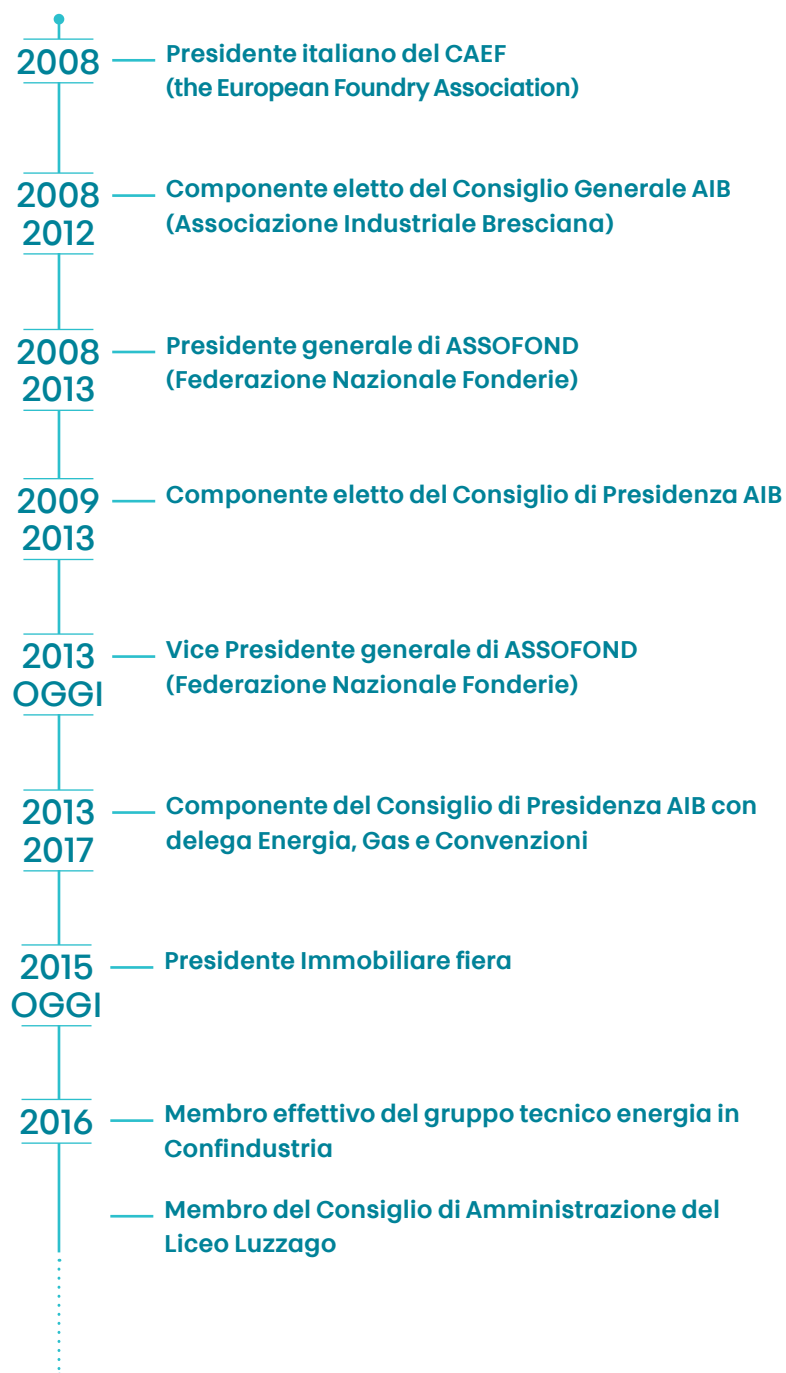 2008
Presidente italiano del CAEF
(the European Foundry Association)
2008
2012
Componente eletto del Consiglio Generale AIB
(Associazione Industriale Bresciana)
2008
2013
Presidente generale di ASSOFOND
(Federazione Nazionale Fonderie)
2009
2013
Componente eletto del Consiglio di Presidenza AIB
2013
OGGI
Vice Presidente generale di ASSOFOND
(Federazione Nazionale Fonderie)
2013
2017
Componente del Consiglio di Presidenza AIB con
delega Energia, Gas e Convenzioni
2015
OGGI
Presidente Immobiliare fiera
2016
Membro effettivo del gruppo tecnico energia in
Confindustria
Membro del Consiglio di Amministrazione del
Liceo Luzzago